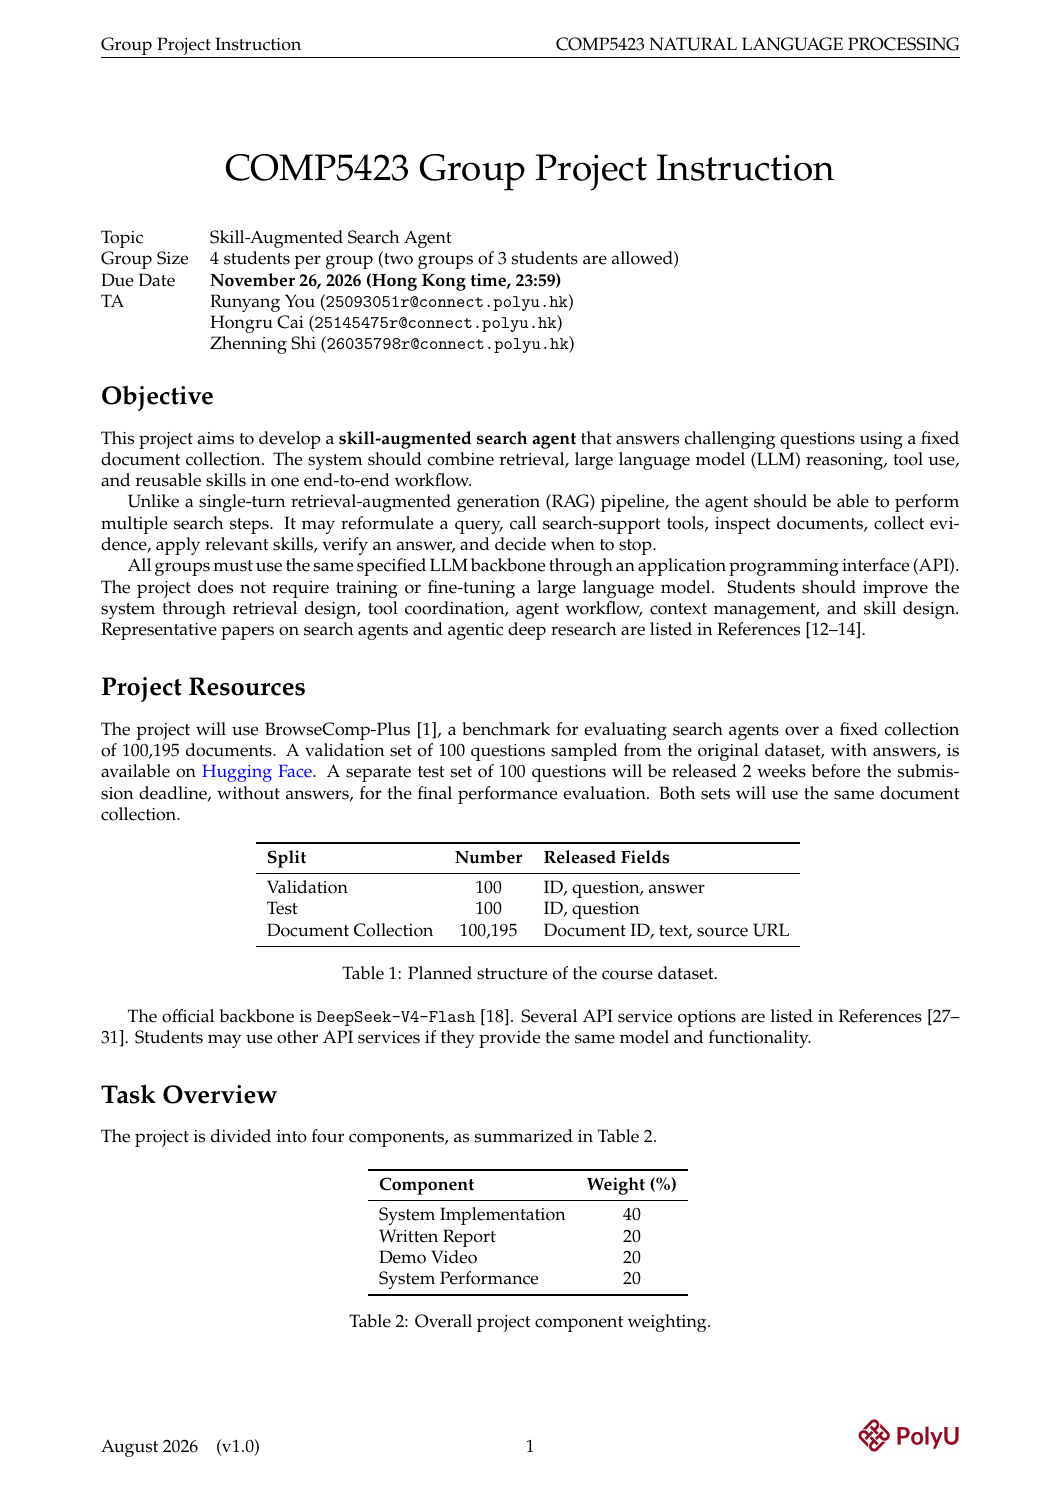 Group Project Instruction COMP5423 NATURAL LANGUAGE PROCESSING
COMP5423 Group Project Instruction
Topic Skill-Augmented Search Agent
Group Size 4 students per group (two groups of 3 students are allowed)
Due Date November 26, 2026 (Hong Kong time, 23:59)
TA Runyang You (25093051r@connect.polyu.hk)
Hongru Cai (25145475r@connect.polyu.hk)
Zhenning Shi (26035798r@connect.polyu.hk)
Objective
This project aims to develop a skill-augmented search agent that answers challenging questions using a fixed
document collection. The system should combine retrieval, large language model (LLM) reasoning, tool use,
and reusable skills in one end-to-end workflow.
Unlike a single-turn retrieval-augmented generation (RAG) pipeline, the agent should be able to perform
multiple search steps. It may reformulate a query, call search-support tools, inspect documents, collect evi-
dence, apply relevant skills, verify an answer, and decide when to stop.
All groups must use the same specified LLM backbone through an application programming interface (API).
The project does not require training or fine-tuning a large language model. Students should improve the
system through retrieval design, tool coordination, agent workflow, context management, and skill design.
Representative papers on search agents and agentic deep research are listed in References [12–14].
Project Resources
The project will use BrowseComp-Plus [1], a benchmark for evaluating search agents over a fixed collection
of 100,195 documents. A validation set of 100 questions sampled from the original dataset, with answers, is
available on Hugging Face. A separate test set of 100 questions will be released 2 weeks before the submis-
sion deadline, without answers, for the final performance evaluation. Both sets will use the same document
collection.
Split Number Released Fields
Validation 100 ID, question, answer
Test 100 ID, question
Document Collection 100,195 Document ID, text, source URL
Table 1: Planned structure of the course dataset.
The official backbone is DeepSeek-V4-Flash [18]. Several API service options are listed in References [27–
31]. Students may use other API services if they provide the same model and functionality.
Task Overview
The project is divided into four components, as summarized in Table 2.
Component Weight (%)
System Implementation 40
Written Report 20
Demo Video 20
System Performance 20
Table 2: Overall project component weighting.
August 2026 (v1.0) 1 PolyU